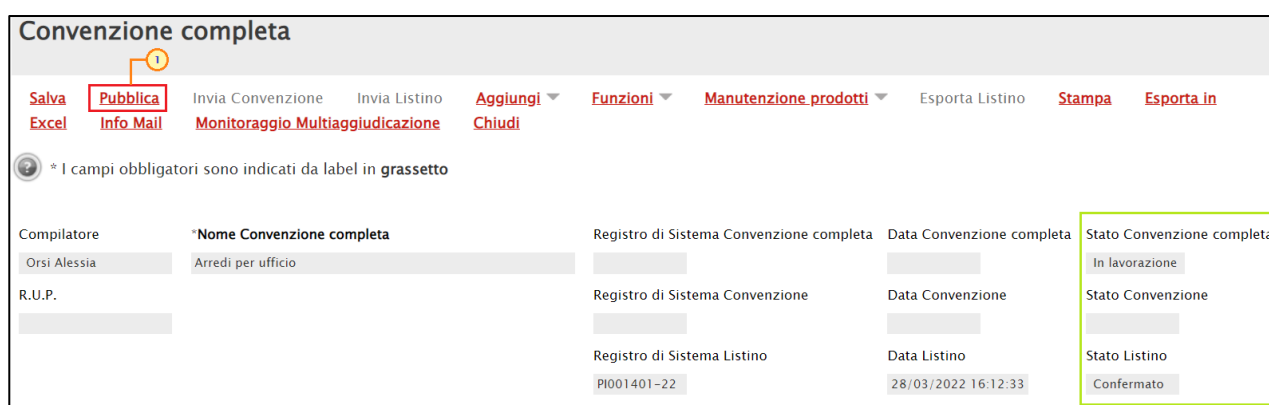 Convenzione completa
1
Salva Pubblica Invia Convenzione Invia Listino Aggiungi Funzioni Manutenzione prodotti Esporta Listino Stampa Esporta in
Excel Info Mail Monitoraggio Multiaggiudicazione Chiudi
? * I campi obbligatori sono indicati da label in grassetto
Compilatore *Nome Convenzione completa Registro di Sistema Convenzione completa Data Convenzione completa Stato Convenzione completa
Orsi Alessia Arredi per ufficio In lavorazione
R.U.P. Registro di Sistema Convenzione Data Convenzione Stato Convenzione
Registro di Sistema Listino Data Listino Stato Listino
PI001401-22 28/03/2022 16:12:33 Confermato